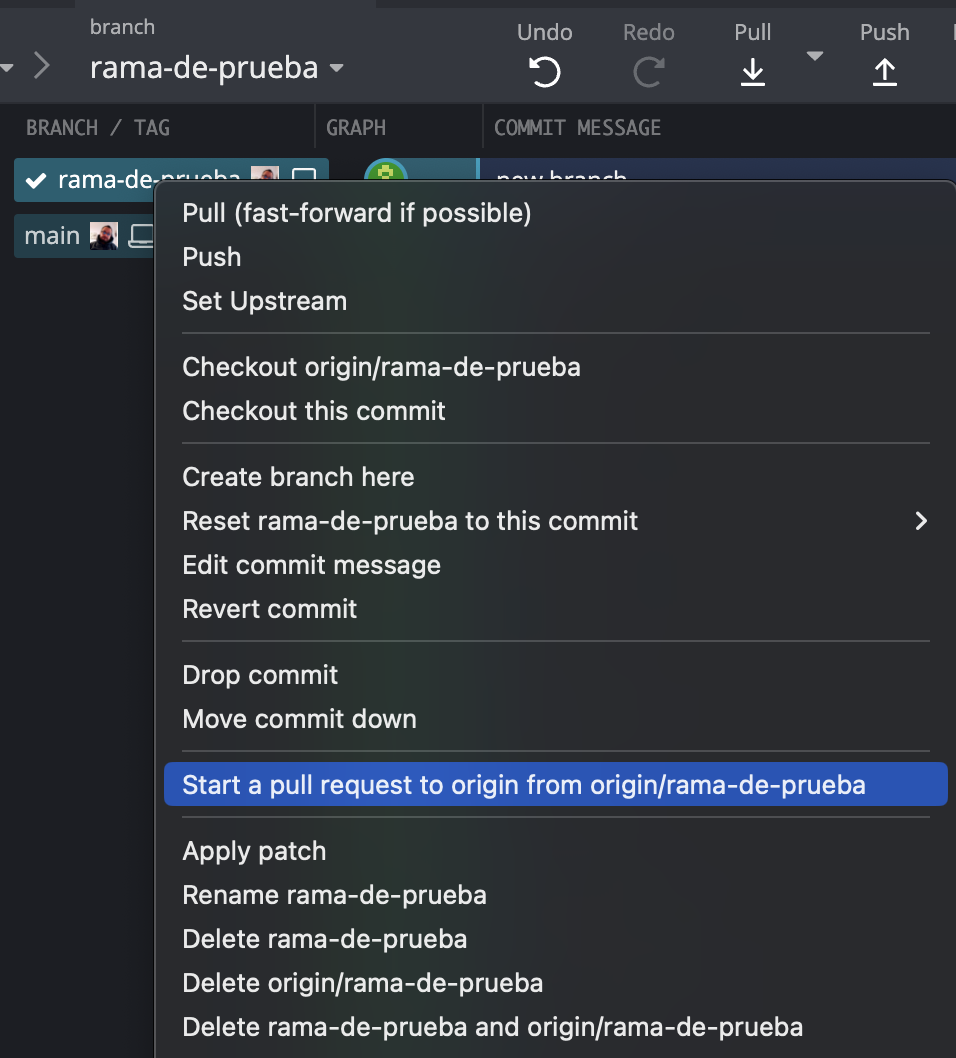 branch
rama-de-prueba
Undo Redo Pull Push
BRANCH / TAG GRAPH COMMIT MESSAGE
rama-de-prueba new branch
main
Pull (fast-forward if possible)
Push
Set Upstream
Checkout origin/rama-de-prueba
Checkout this commit
Create branch here
Reset rama-de-prueba to this commit
Edit commit message
Revert commit
Drop commit
Move commit down
Start a pull request to origin from origin/rama-de-prueba
Apply patch
Rename rama-de-prueba
Delete rama-de-prueba
Delete origin/rama-de-prueba
Delete rama-de-prueba and origin/rama-de-prueba